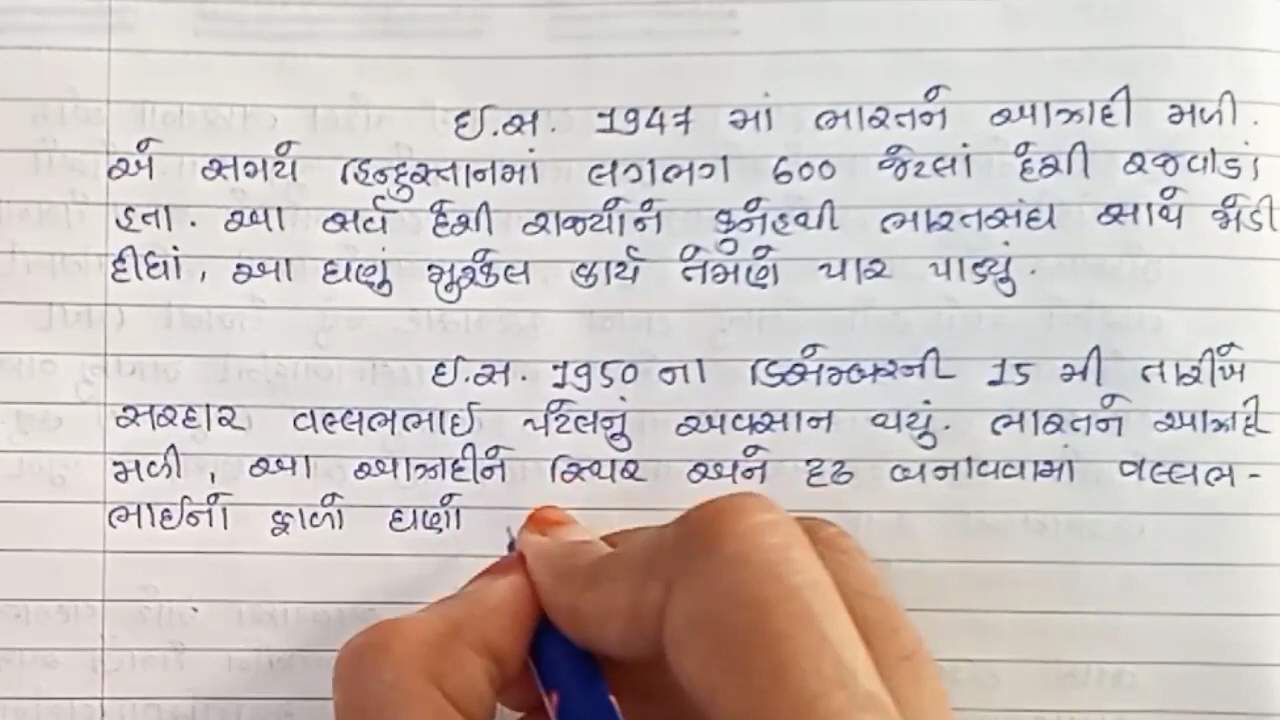 ઈ.સ. 1947 માં ભારતને આઝાદી મળી.
એ સમયે હિન્દુસ્તાનમાં લગભગ 600 જેટલાં દેશી રજવાડાં
હતા. આ સર્વે દેશી રાજ્યોને કુનેહથી ભારતસંઘ સાથે જોડી
દીધાં, આ ઘણું મુશ્કેલ કાર્ય તેમણે પાર પાડ્યું.
ઈ.સ. 1950 ના ડિસેમ્બરની 15 મી તારીખે
સરદાર વલ્લભભાઈ પટેલનું અવસાન થયું. ભારતને આઝાદી
મળી, આ આઝાદીને સ્થિર અને દૃઢ બનાવવામાં વલ્લભ-
ભાઈનો ફાળો ઘણો